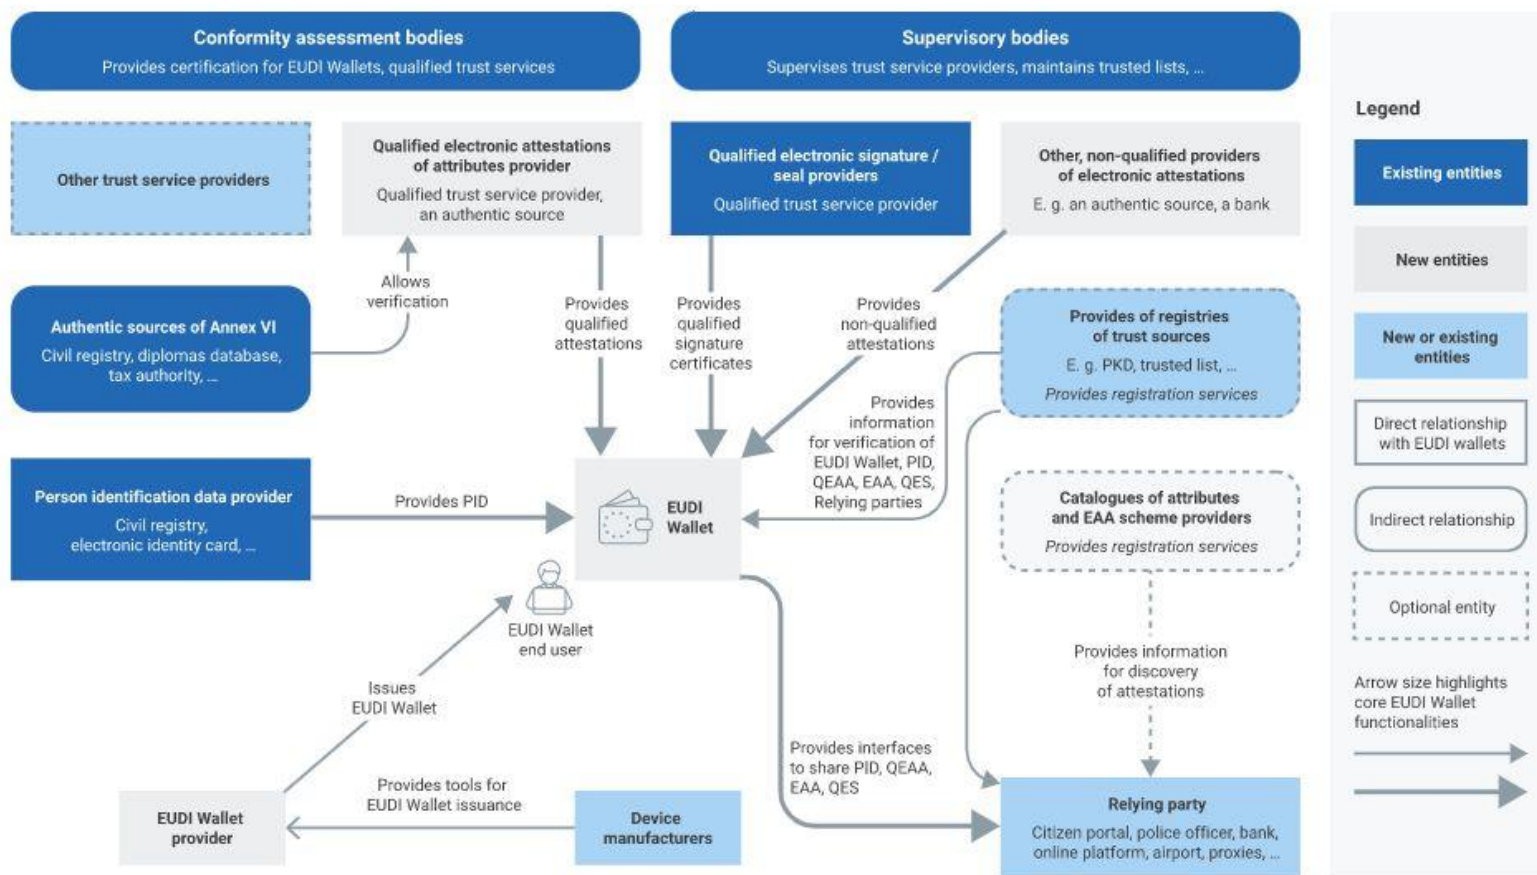 Conformity assessment bodies
Provides certification for EUDI Wallets, qualified trust services
Supervisory bodies
Supervises trust service providers, maintains trusted lists, ...
Other trust service providers
Qualified electronic attestations
of attributes provider
Qualified trust service provider,
an authentic source
Qualified electronic signature /
seal providers
Qualified trust service provider
Other, non-qualified providers
of electronic attestations
E. g. an authentic source, a bank
Allows
verification
Authentic sources of Annex VI
Civil registry, diplomas database,
tax authority, ...
Provides
qualified
attestations
Provides
qualified
signature
certificates
Provides
non-qualified
attestations
Provides of registries
of trust sources
E. g. PKD, trusted list, ...
Provides registration services
Provides
information
for verification of
EUDI Wallet, PID,
QEAA, EAA, QES,
Relying parties
Person identification data provider
Civil registry,
electronic identity card, ...
Provides PID
EUDI
Wallet
Catalogues of attributes
and EAA scheme providers
Provides registration services
EUDI Wallet
end user
Provides information
for discovery
of attestations
Issues
EUDI Wallet
Provides interfaces
to share PID, QEAA,
EAA, QES
Provides tools for
EUDI Wallet issuance
EUDI Wallet
provider
Device
manufacturers
Relying party
Citizen portal, police officer, bank,
online platform, airport, proxies, ...
Legend
Existing entities
New entities
New or existing
entities
Direct relationship
with EUDI wallets
Indirect relationship
Optional entity
Arrow size highlights
core EUDI Wallet
functionalities